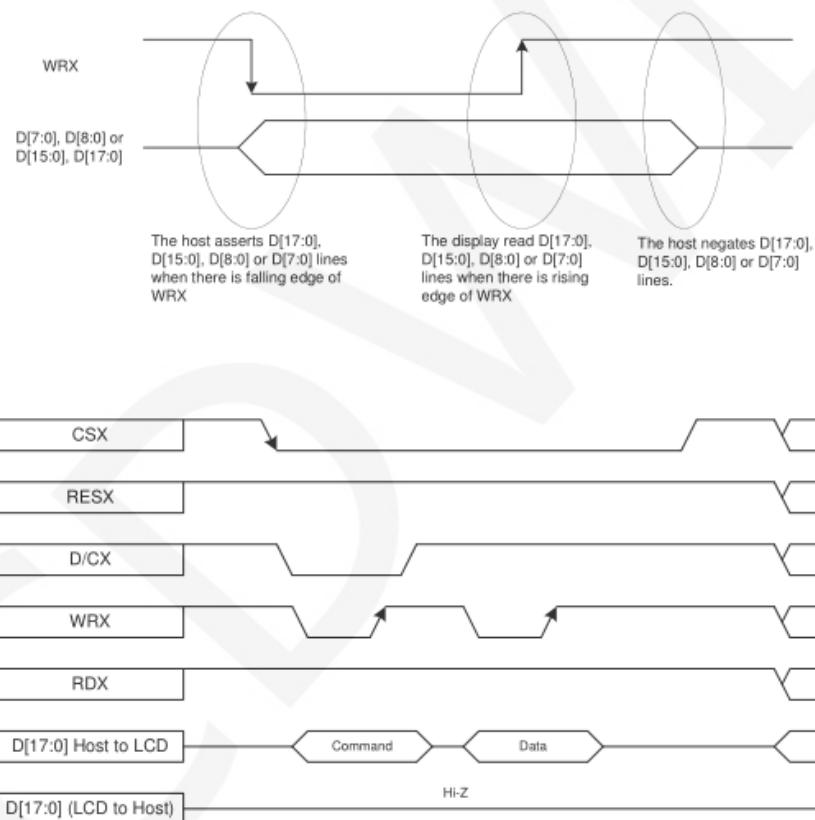 WRX
D[7:0], D[8:0] or
D[15:0], D[17:0]
The host asserts D[17:0],
D[15:0], D[8:0] or D[7:0] lines
when there is falling edge of
WRX
The display read D[17:0],
D[15:0], D[8:0] or D[7:0]
lines when there is rising
edge of WRX
The host negates D[17:0],
D[15:0], D[8:0] or D[7:0]
lines.
CSX
RESX
D/CX
WRX
RDX
D[17:0] Host to LCD
Command
Data
D[17:0] (LCD to Host)
Hi-Z